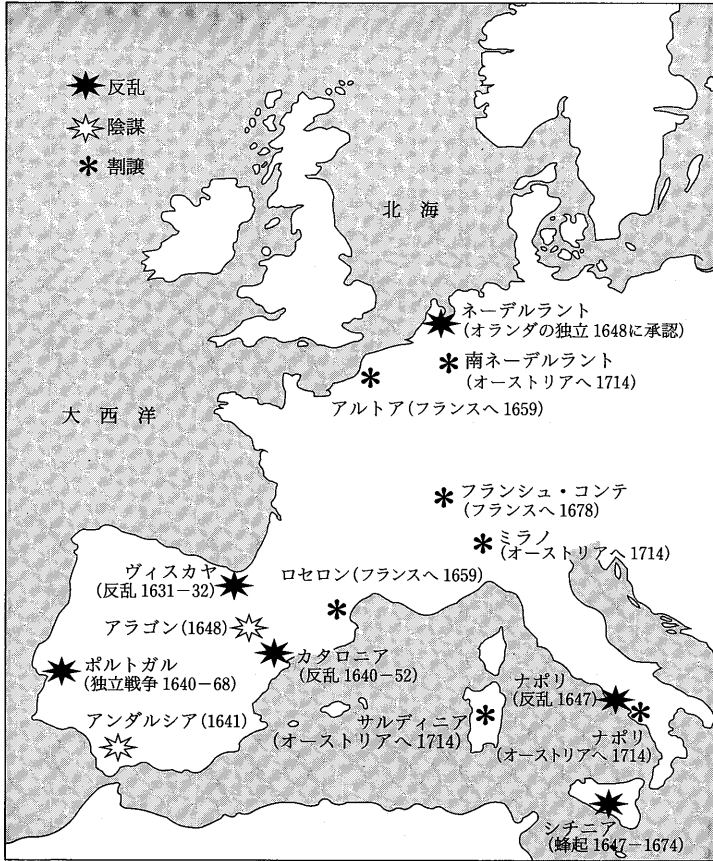 反乱
陰謀
割譲
北海
大西洋
ネーデルラント
(オランダの独立 1648に承認)
南ネーデルラント
(オーストリアへ 1714)
アルトア(フランスへ 1659)
フランシュ・コンテ
(フランスへ 1678)
ミラノ
(オーストリアへ 1714)
ヴィスカヤ
(反乱 1631−32)
ロセロン(フランスへ 1659)
アラゴン(1648)
カタロニア
(反乱 1640−52)
ポルトガル
(独立戦争 1640−68)
アンダルシア(1641)
サルディニア
(オーストリアへ 1714)
ナポリ
(反乱 1647)
ナポリ
(オーストリアへ 1714)
シチニア
(蜂起 1647−1674)